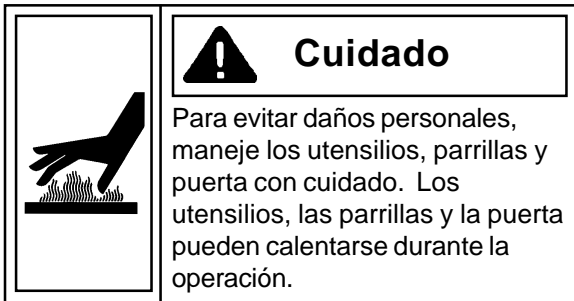 Cuidado
Para evitar daños personales,
maneje los utensilios, parrillas y
puerta con cuidado. Los
utensilios, las parrillas y la puerta
pueden calentarse durante la
operación.